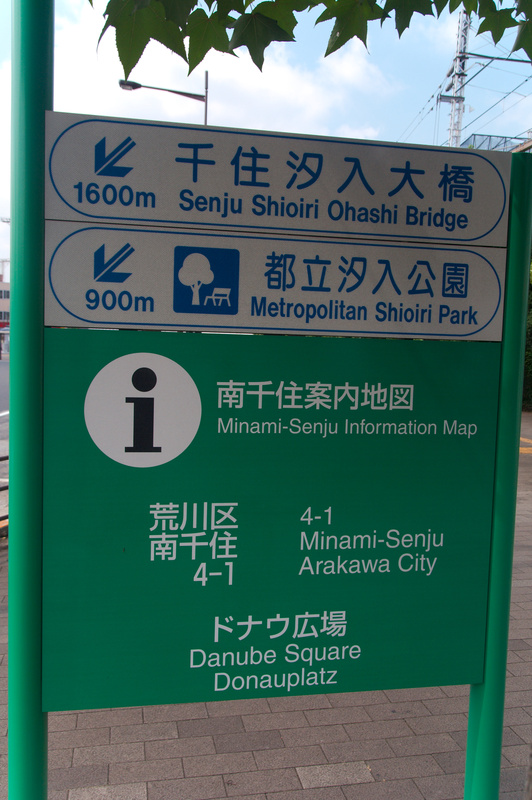 千住汐入大橋
1600m Senju Shioiri Ohashi Bridge
都立汐入公園
900m Metropolitan Shioiri Park
i
南千住案内地図
Minami-Senju Information Map
荒川区
南千住
4-1
4-1
Minami-Senju
Arakawa City
ドナウ広場
Danube Square
Donauplatz